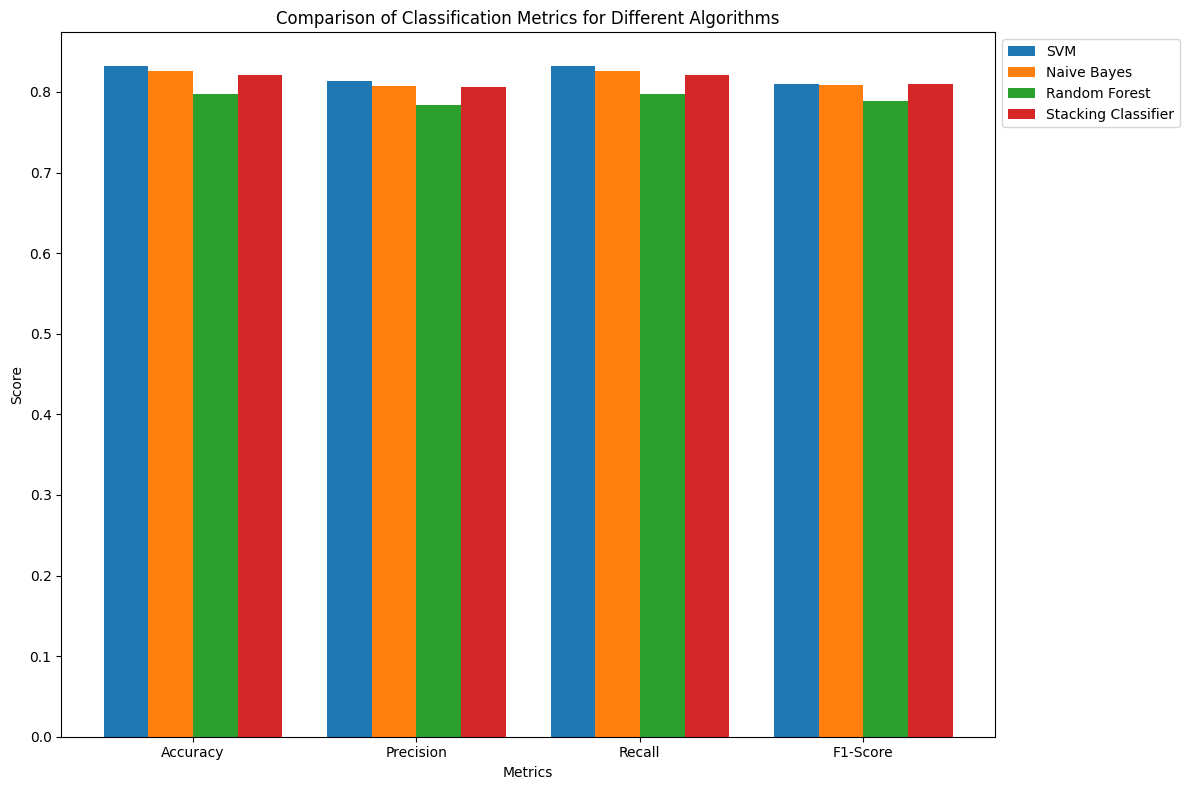 Comparison of Classification Metrics for Different Algorithms
SVM
Naive Bayes
Random Forest
Stacking Classifier
Score
0.8
0.7
0.6
0.5
0.4
0.3
0.2
0.1
0.0
Accuracy Precision Recall F1-Score
Metrics